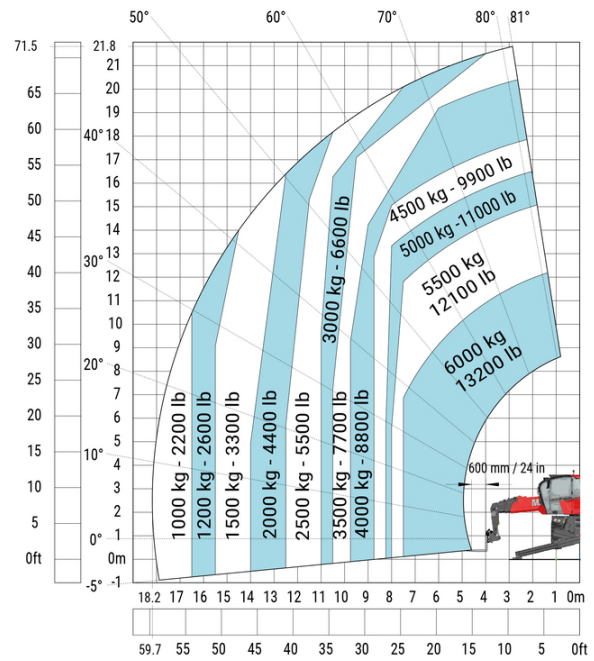 50° 60° 70° 80° 81°
71.5 21.8
21
65 20
19
60 40° 18
17
55 16
50 15
14
45 13
30° 12
40 11
35 10
30 9
8
25 20° 7
20 6
5
15 10° 4
10 3
2
5 0° 1
0ft 0m
-5° -1
1000 kg - 2200 lb
1200 kg - 2600 lb
1500 kg - 3300 lb
2000 kg - 4400 lb
2500 kg - 5500 lb
3000 kg - 6600 lb
3500 kg - 7700 lb
4000 kg - 8800 lb
4500 kg - 9900 lb
5000 kg -11000 lb
5500 kg
12100 lb
6000 kg
13200 lb
600 mm / 24 in
18.2 17 16 15 14 13 12 11 10 9 8 7 6 5 4 3 2 1 0m
59.7 55 50 45 40 35 30 25 20 15 10 5 0ft